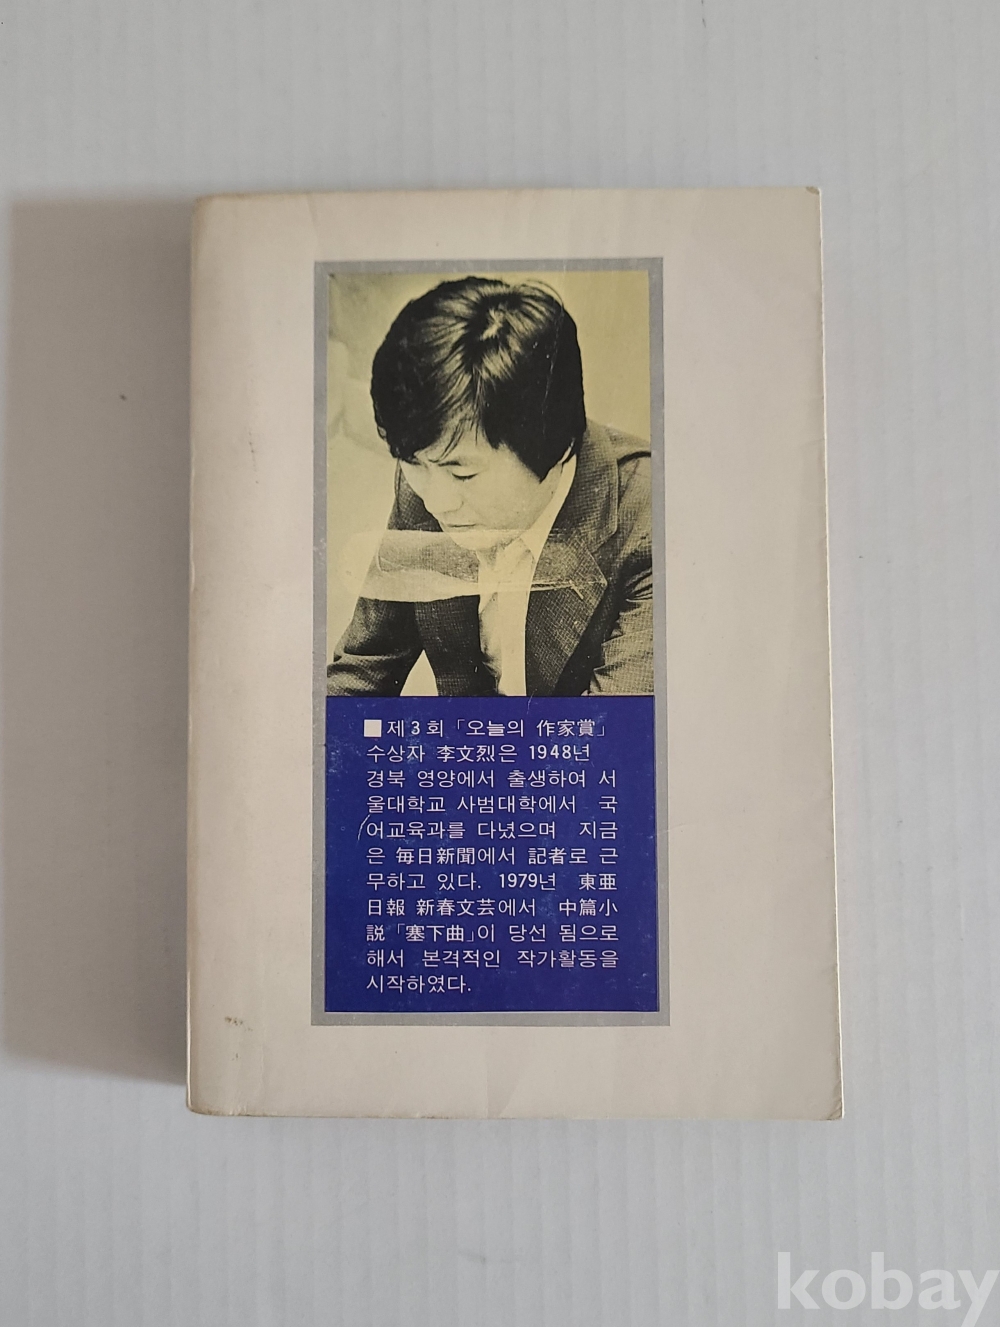 ■ 제3회 「오늘의 作家賞」
수상자 李文烈은 1948년
경북 영양에서 출생하여 서
울대학교 사범대학에서 국
어교육과를 다녔으며 지금
은 每日新聞에서 記者로 근
무하고 있다. 1979년 東亜
日報 新春文芸에서 中篇小
説 「塞下曲」이 당선 됨으로
해서 본격적인 작가활동을
시작하였다.
kobay